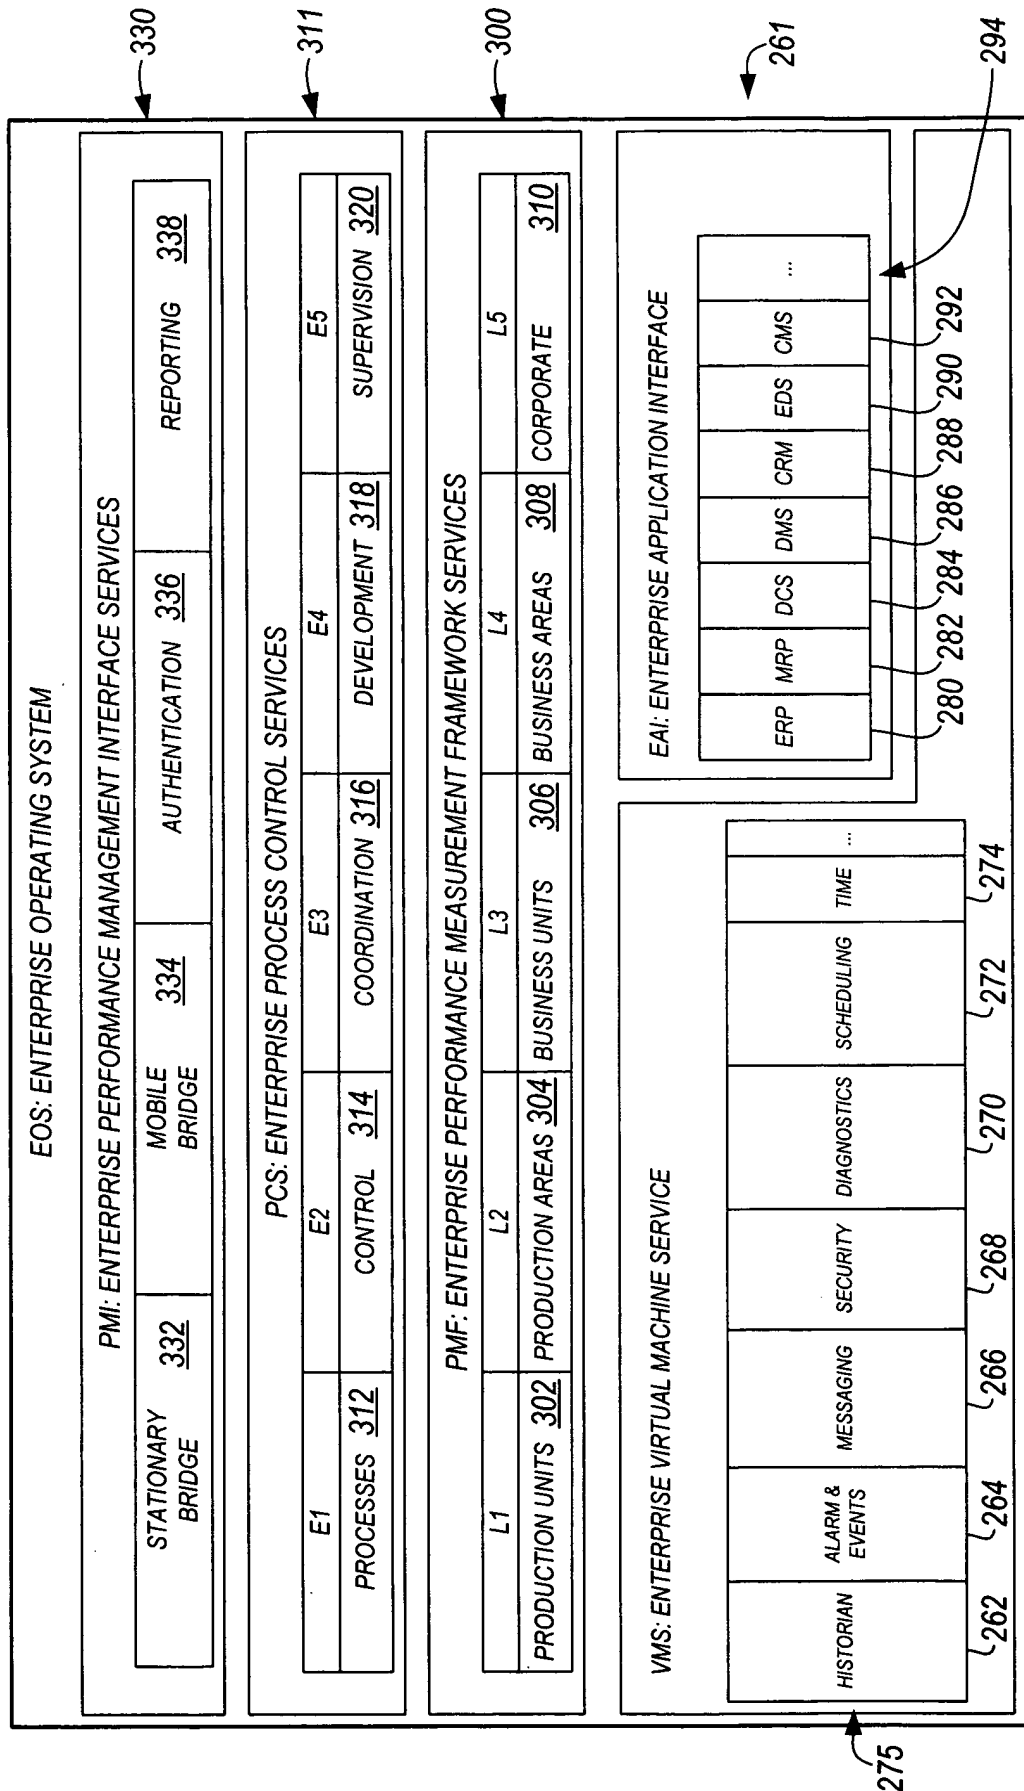 EOS: ENTERPRISE OPERATING SYSTEM
PMI: ENTERPRISE PERFORMANCE MANAGEMENT INTERFACE SERVICES
330
STATIONARY
BRIDGE
332
MOBILE
BRIDGE
334
AUTHENTICATION 336
REPORTING
338
PCS: ENTERPRISE PROCESS CONTROL SERVICES
311
E1
E2
E3
E4
E5
PROCESSES 312
CONTROL 314
COORDINATION 316
DEVELOPMENT 318
SUPERVISION 320
PMF: ENTERPRISE PERFORMANCE MEASUREMENT FRAMEWORK SERVICES
300
L1
L2
L3
L4
L5
PRODUCTION UNITS 302
PRODUCTION AREAS 304
BUSINESS UNITS 306
BUSINESS AREAS 308
CORPORATE 310
VMS: ENTERPRISE VIRTUAL MACHINE SERVICE
HISTORIAN
ALARM &
EVENTS
MESSAGING
SECURITY
DIAGNOSTICS
SCHEDULING
TIME
...
275
262
264
266
268
270
272
274
EAI: ENTERPRISE APPLICATION INTERFACE
261
ERP
MRP
DCS
DMS
CRM
EDS
CMS
...
280
282
284
286
288
290
292
294